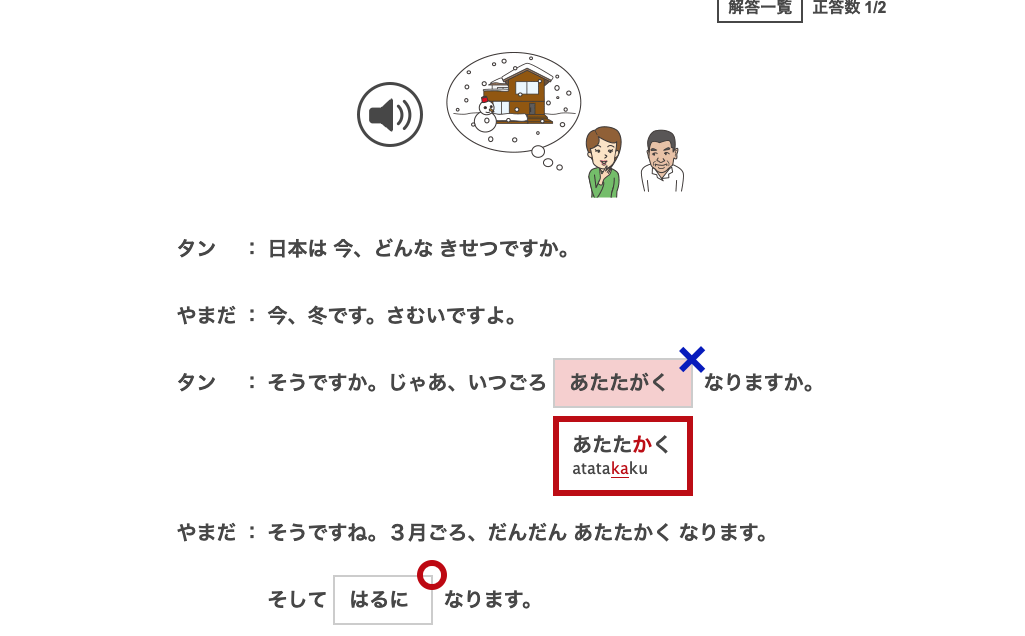 解答一覧 正答数 1/2
タン ： 日本は 今、どんな きせつですか。
やまだ ： 今、冬です。さむいですよ。
タン ： そうですか。じゃあ、いつごろ あたたがく なりますか。
あたたかく
atatakaku
やまだ ： そうですね。３月ごろ、だんだん あたたかく なります。
そして はるに なります。